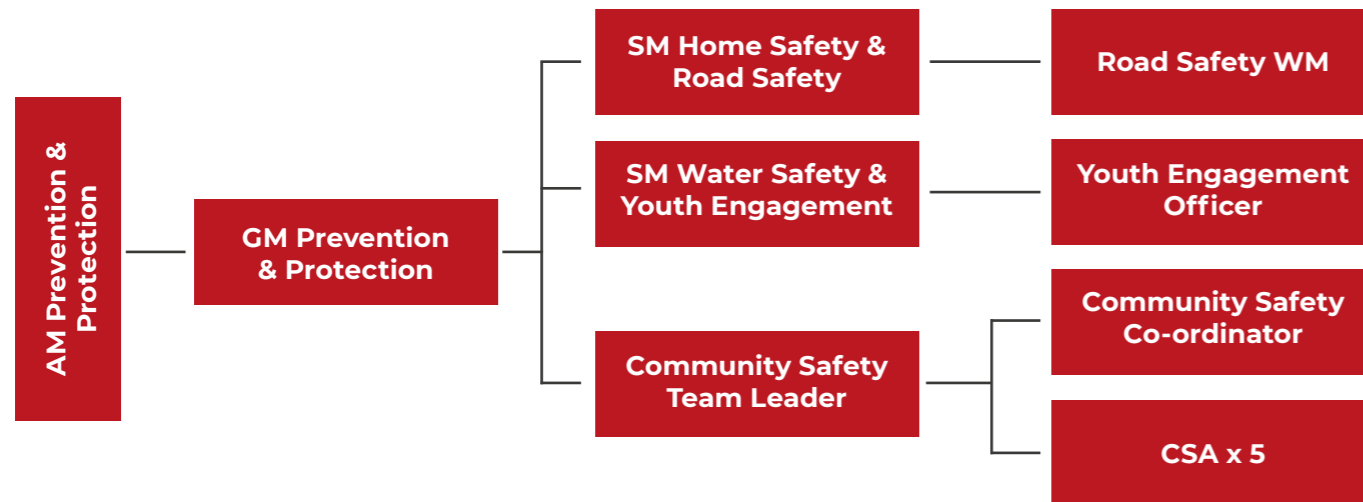 AM Prevention &
Protection
GM Prevention
& Protection
SM Home Safety &
Road Safety
Road Safety WM
SM Water Safety &
Youth Engagement
Youth Engagement
Officer
Community Safety
Team Leader
Community Safety
Co-ordinator
CSA x 5